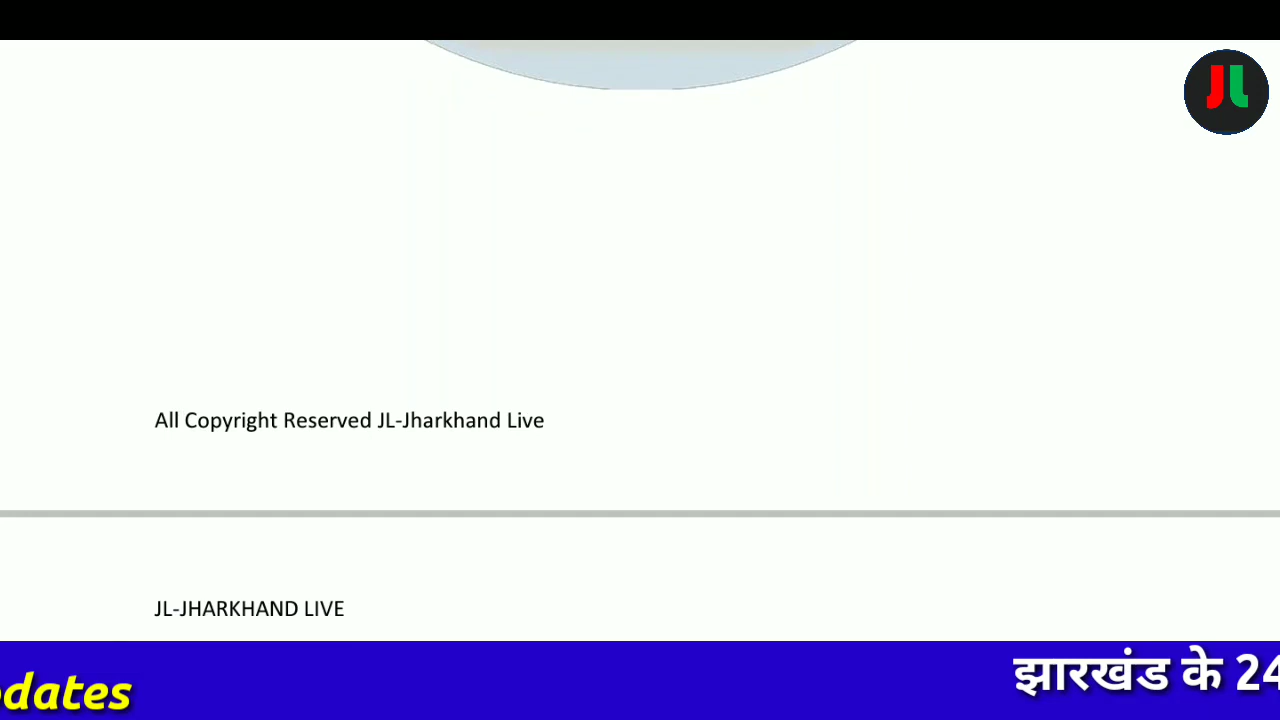 JL
All Copyright Reserved JL-Jharkhand Live
JL-JHARKHAND LIVE
झारखंड के 24
dates